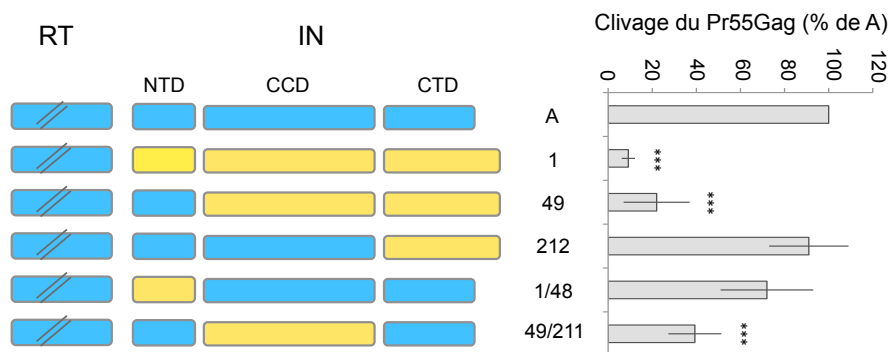 RT IN Clivage du Pr55Gag (% de A)
0 20 40 60 80 100 120
NTD CCD CTD
A
1 ***
49 ***
212
1/48
49/211 ***